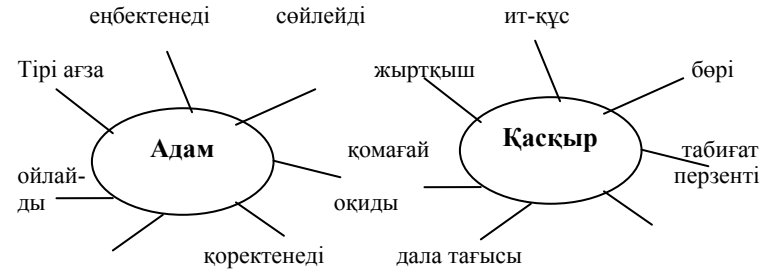 еңбектенеді сөйлейді ит-құс
Тірі ағза жыртқыш бөрі
Адам Қасқыр
қомағай табиғат
ойлай- перзенті
ды оқиды
қоректенеді дала тағысы